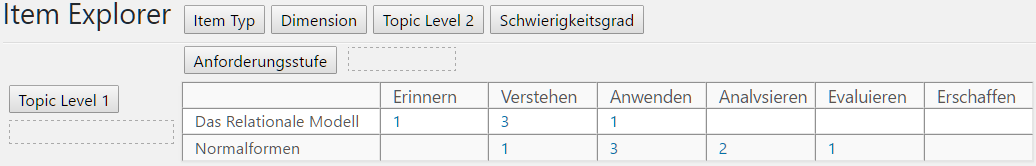 Item Explorer Item Typ Dimension Topic Level 2 Schwierigkeitsgrad
Anforderungsstufe
Topic Level 1
Erinnern Verstehen Anwenden Analysieren Evaluieren Erschaffen
Das Relationale Modell 1 3 1
Normalformen 1 3 2 1